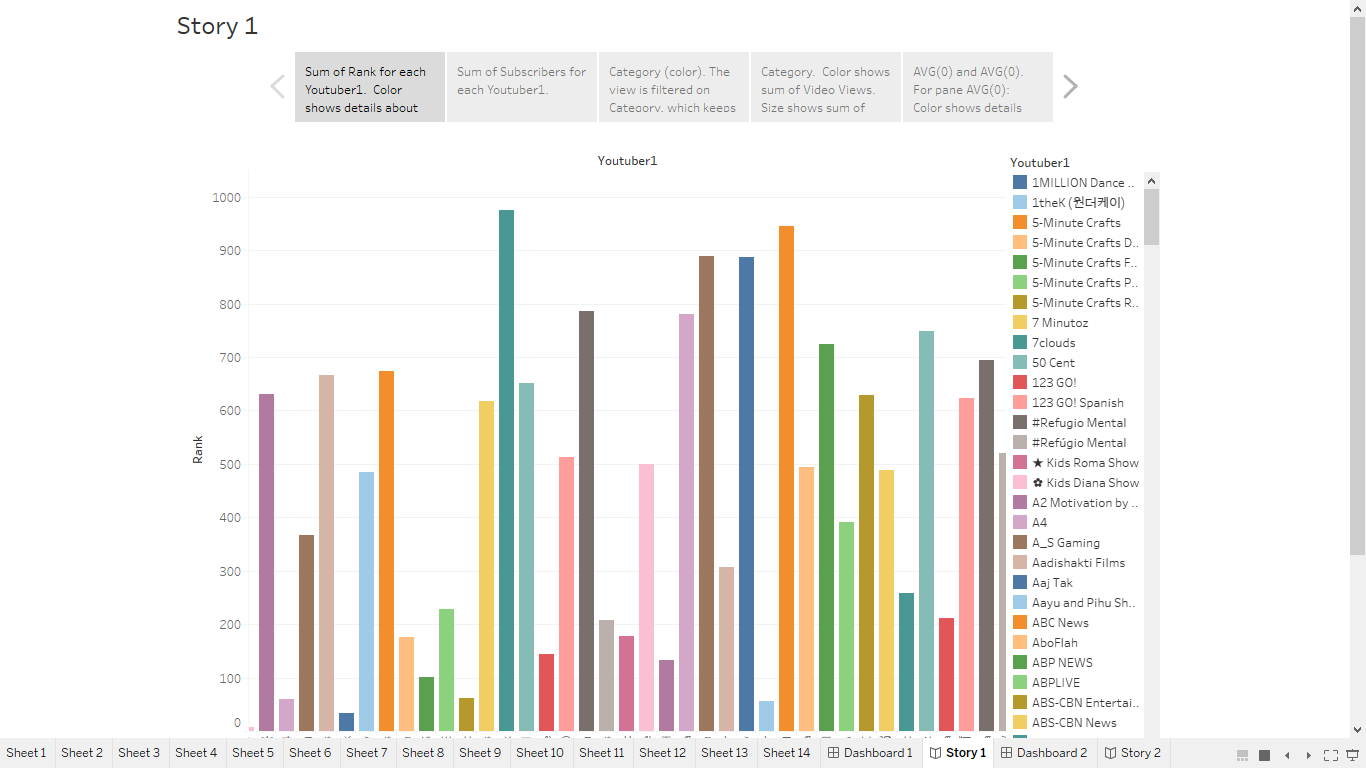 Story 1
Sum of Rank for each
Youtuber1.  Color
shows details about
Sum of Subscribers for
each Youtuber1.
Category (color). The
view is filtered on
Category, which keeps
Category.  Color shows
sum of Video Views.
Size shows sum of
AVG(0) and AVG(0).
For pane AVG(0):
Color shows details
Youtuber1
1000
900
800
700
600
500
400
300
200
100
0
Rank
Youtuber1
1MILLION Dance ..
1theK (원더케이)
5-Minute Crafts
5-Minute Crafts D..
5-Minute Crafts F..
5-Minute Crafts P..
5-Minute Crafts R..
7 Minutoz
7clouds
50 Cent
123 GO!
123 GO! Spanish
#Refugio Mental
#Refúgio Mental
★ Kids Roma Show
✿ Kids Diana Show
A2 Motivation by ..
A4
A_S Gaming
Aadishakti Films
Aaj Tak
Aayu and Pihu Sh..
ABC News
AboFlah
ABP NEWS
ABPLIVE
ABS-CBN Entertai..
ABS-CBN News
Sheet 1 Sheet 2 Sheet 3 Sheet 4 Sheet 5 Sheet 6 Sheet 7 Sheet 8 Sheet 9 Sheet 10 Sheet 11 Sheet 12 Sheet 13 Sheet 14 Dashboard 1 Story 1 Dashboard 2 Story 2